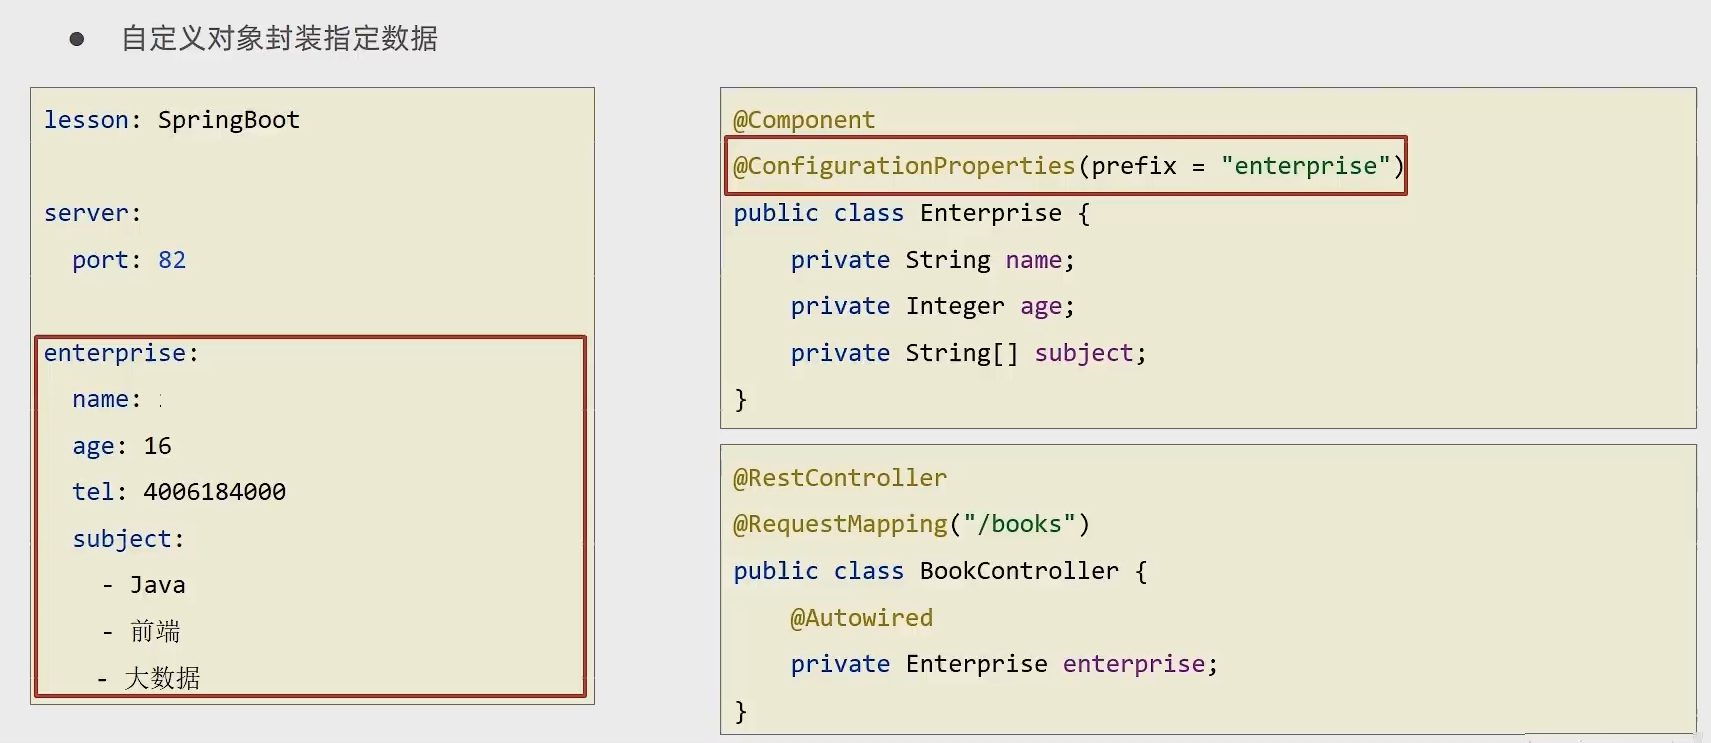 ● 自定义对象封装指定数据
lesson: SpringBoot
server:
port: 82
enterprise:
name:
age: 16
tel: 4006184000
subject:
- Java
- 前端
- 大数据
@Component
@ConfigurationProperties(prefix = "enterprise")
public class Enterprise {
private String name;
private Integer age;
private String[] subject;
}
@RestController
@RequestMapping("/books")
public class BookController {
@Autowired
private Enterprise enterprise;
}